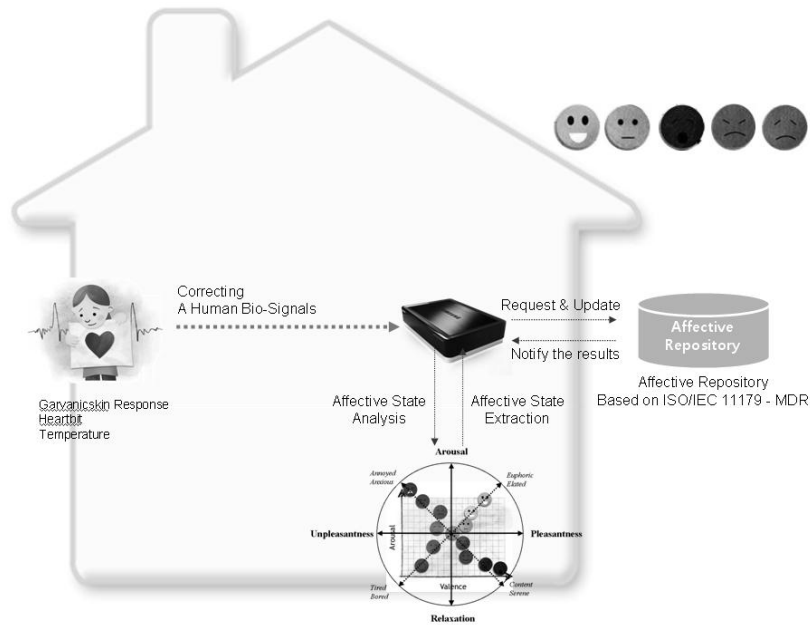 Correcting
A Human Bio-Signals
Request & Update
Notify the results
Affective
Repository
Affective Repository
Based on ISO/IEC 11179 - MDR
Garvanicskin Response
Heartbit
Temperature
Affective State
Analysis
Affective State
Extraction
Arousal
Annoyed
Anxious
Euphoric
Elated
Unpleasantness
Pleasantness
Arousal
Valence
Tired
Bored
Content
Serene
Relaxation